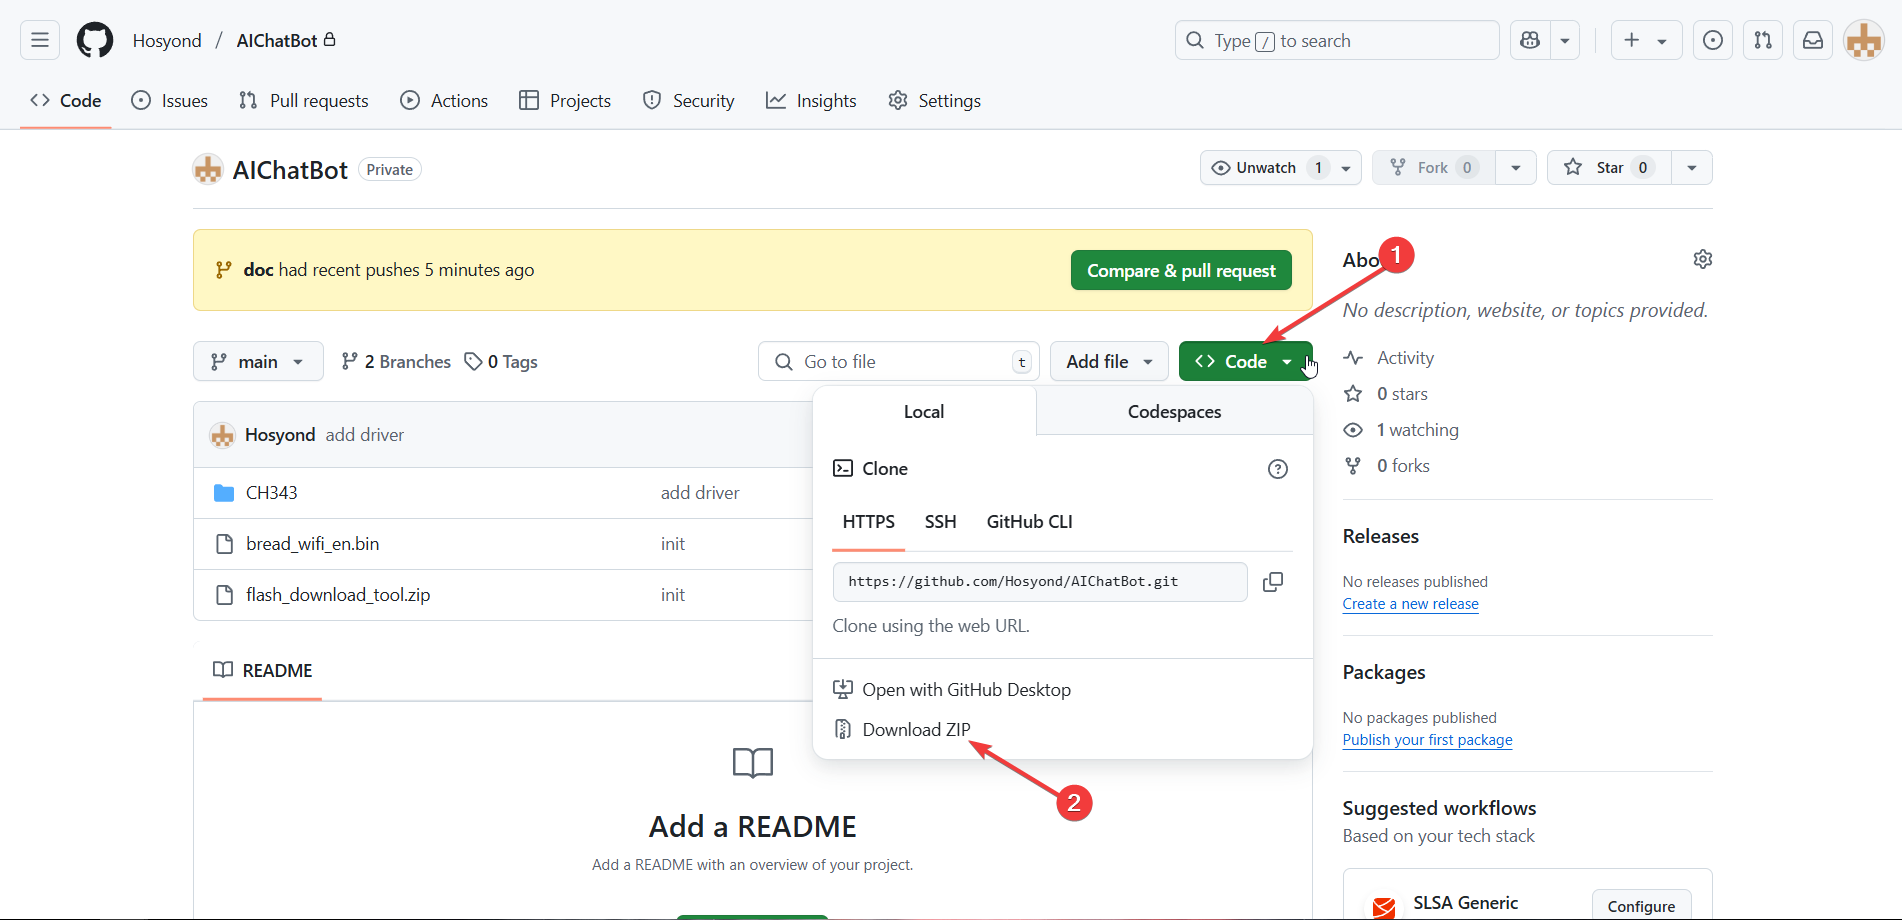 Hosyond / AIChatBot
Type / to search
Code
Issues
Pull requests
Actions
Projects
Security
Insights
Settings
AIChatBot Private
Unwatch 1
Fork 0
Star 0
doc had recent pushes 5 minutes ago
Compare & pull request
About
1
No description, website, or topics provided.
main
2 Branches
0 Tags
Go to file
t
Add file
Code
Activity
0 stars
1 watching
0 forks
Local
Codespaces
Hosyond add driver
CH343
add driver
bread_wifi_en.bin
init
flash_download_tool.zip
init
Clone
HTTPS
SSH
GitHub CLI
https://github.com/Hosyond/AIChatBot.git
Clone using the web URL.
Open with GitHub Desktop
Download ZIP
2
README
Add a README
Add a README with an overview of your project.
Releases
No releases published
Create a new release
Packages
No packages published
Publish your first package
Suggested workflows
Based on your tech stack
SLSA Generic
Configure